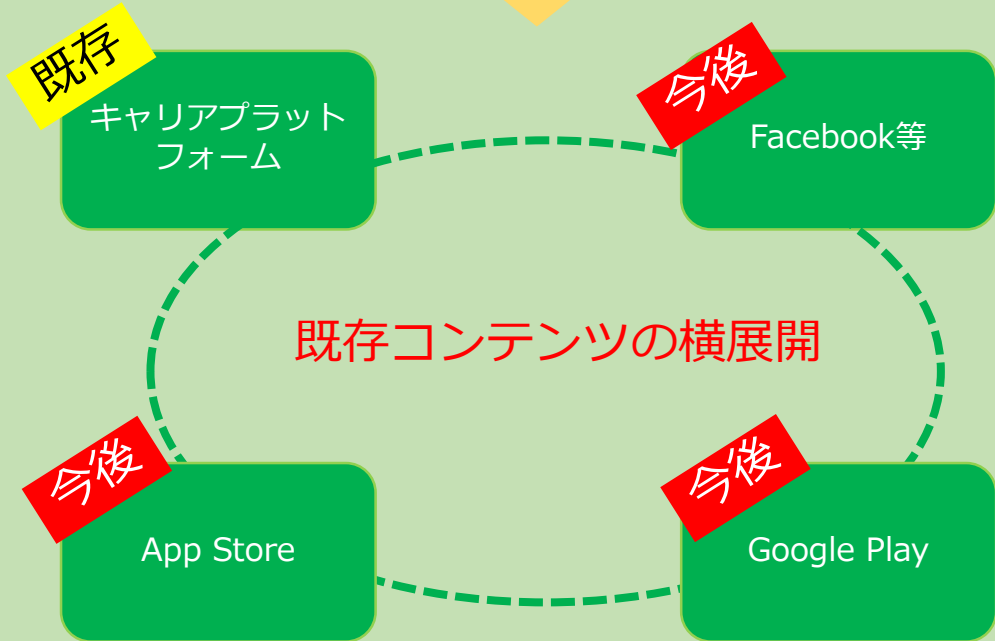 既存
キャリアプラット
フォーム
今後
Facebook等
既存コンテンツの横展開
今後
App Store
今後
Google Play